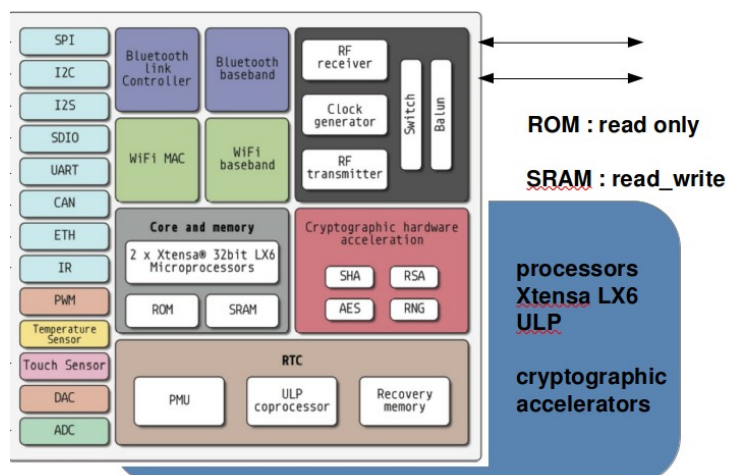 SPI
I2C
I2S
SDIO
UART
CAN
ETH
IR
PWM
Temperature
Sensor
Touch Sensor
DAC
ADC
Bluetooth
link
Controller
Bluetooth
baseband
WiFi MAC
WiFi
baseband
RF
receiver
Clock
generator
RF
transmitter
Switch
Balun
Core and memory
2 x Xtensa® 32bit LX6
Microprocessors
ROM
SRAM
Cryptographic hardware
acceleration
SHA
RSA
AES
RNG
RTC
PMU
ULP
coprocessor
Recovery
memory
ROM : read only
SRAM : read_write
processors
Xtensa LX6
ULP
cryptographic
accelerators